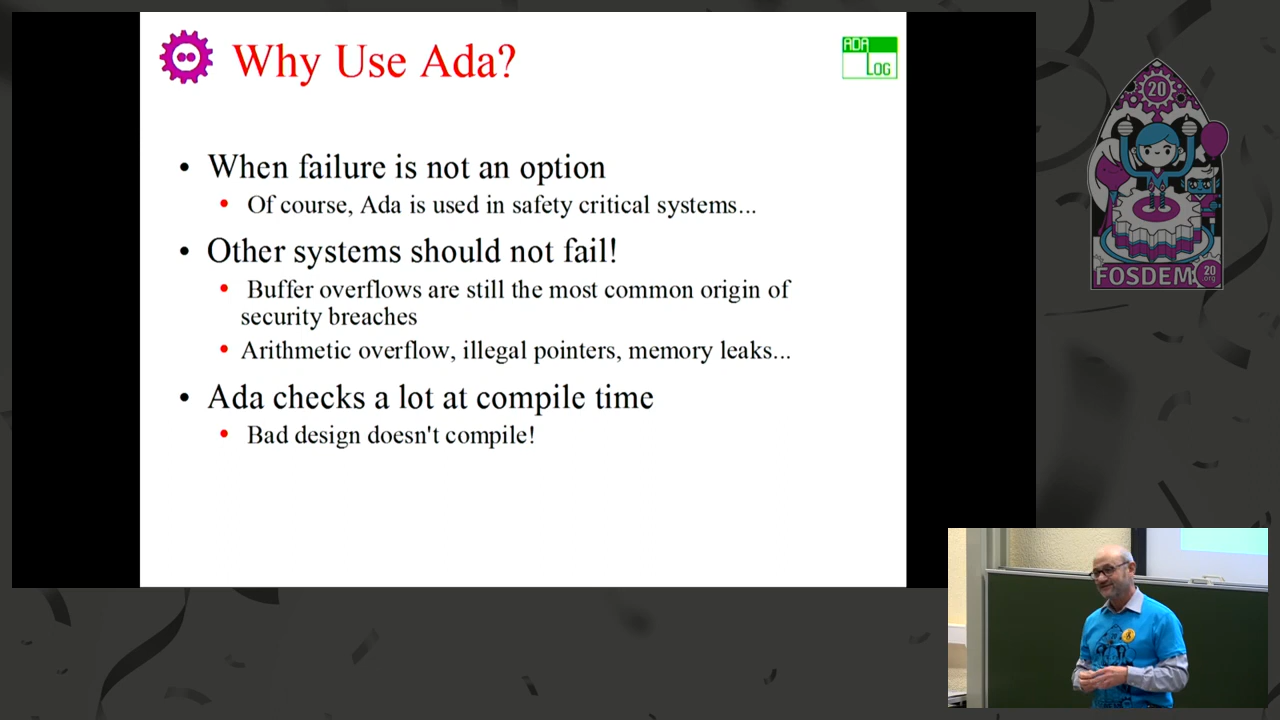 Why Use Ada?
ADA
LOG
• When failure is not an option
• Of course, Ada is used in safety critical systems...
• Other systems should not fail!
• Buffer overflows are still the most common origin of
security breaches
• Arithmetic overflow, illegal pointers, memory leaks...
• Ada checks a lot at compile time
• Bad design doesn't compile!
20
FOSDEM
20
.org